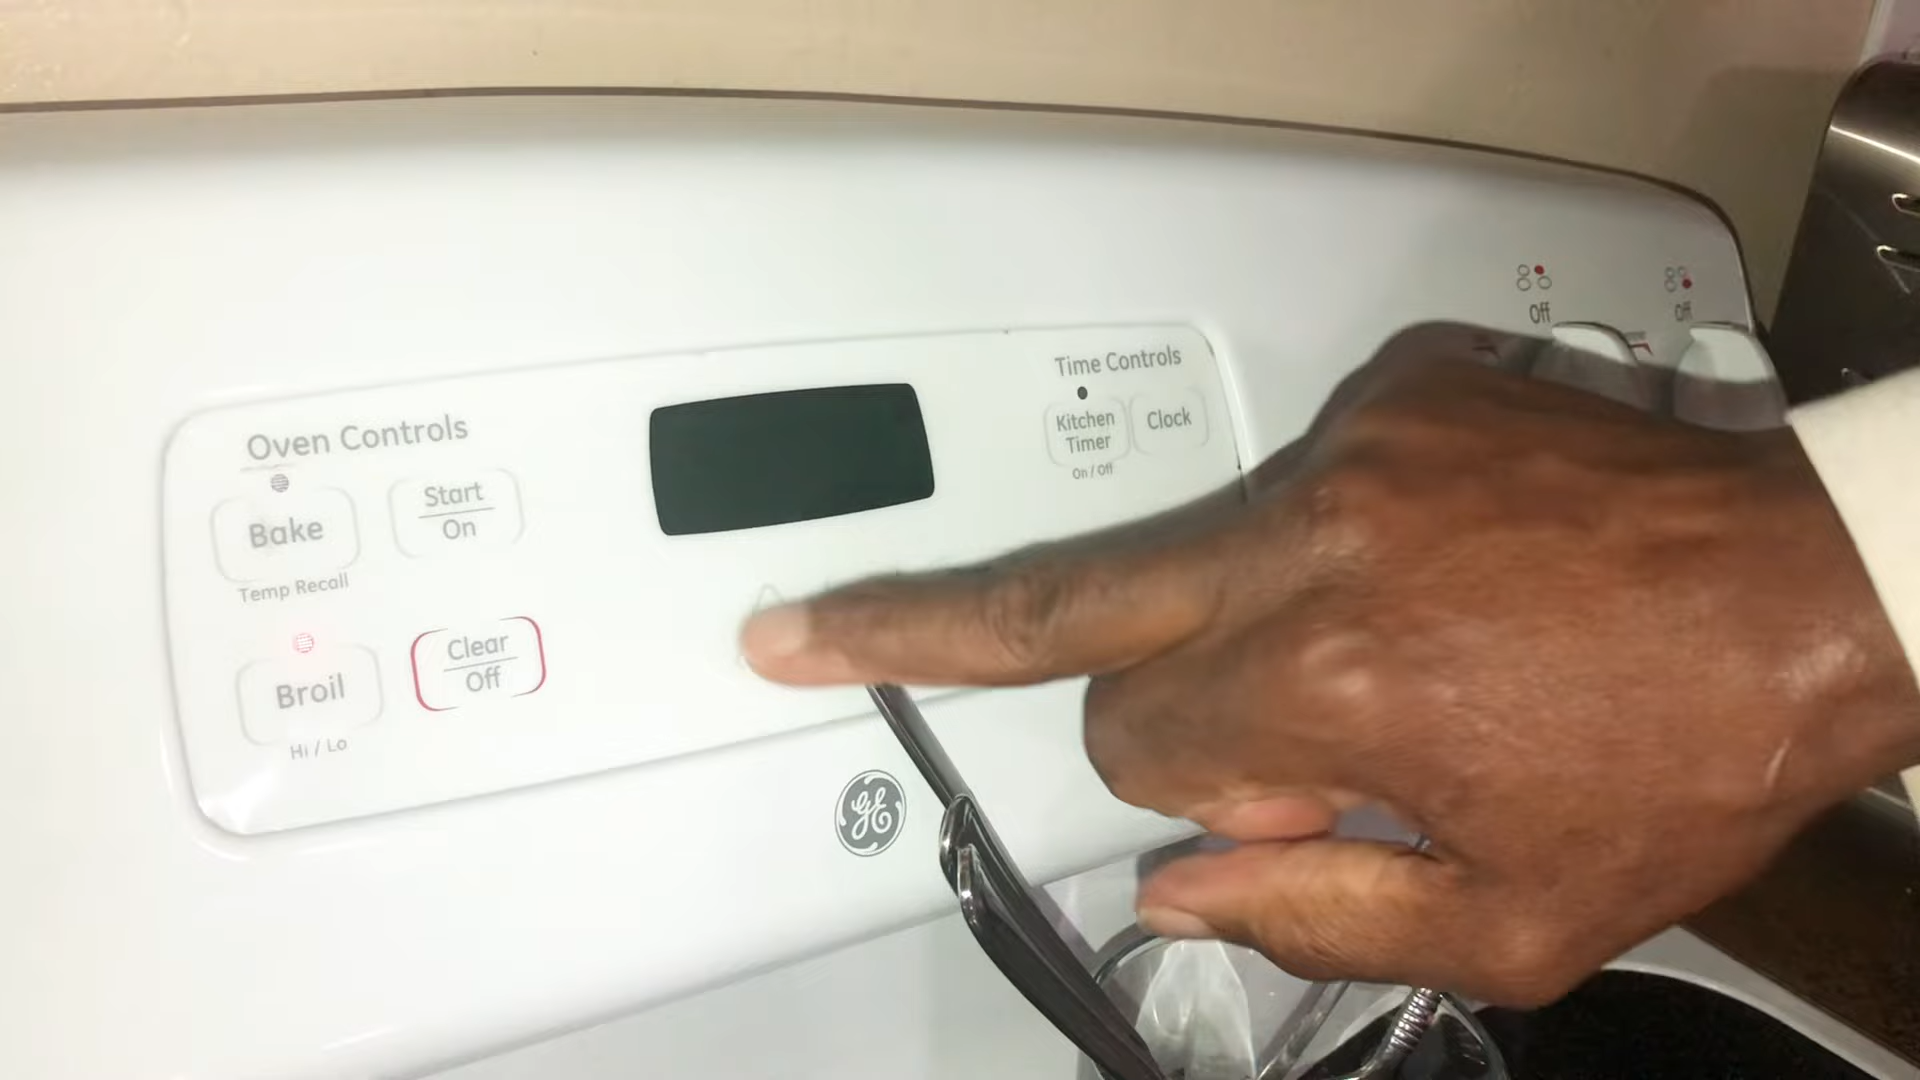 Oven Controls
Bake
Temp Recall
Start
On
Broil
Hi / Lo
Clear
Off
Time Controls
Kitchen
Timer
On / Off
Clock
Off
Off
GE